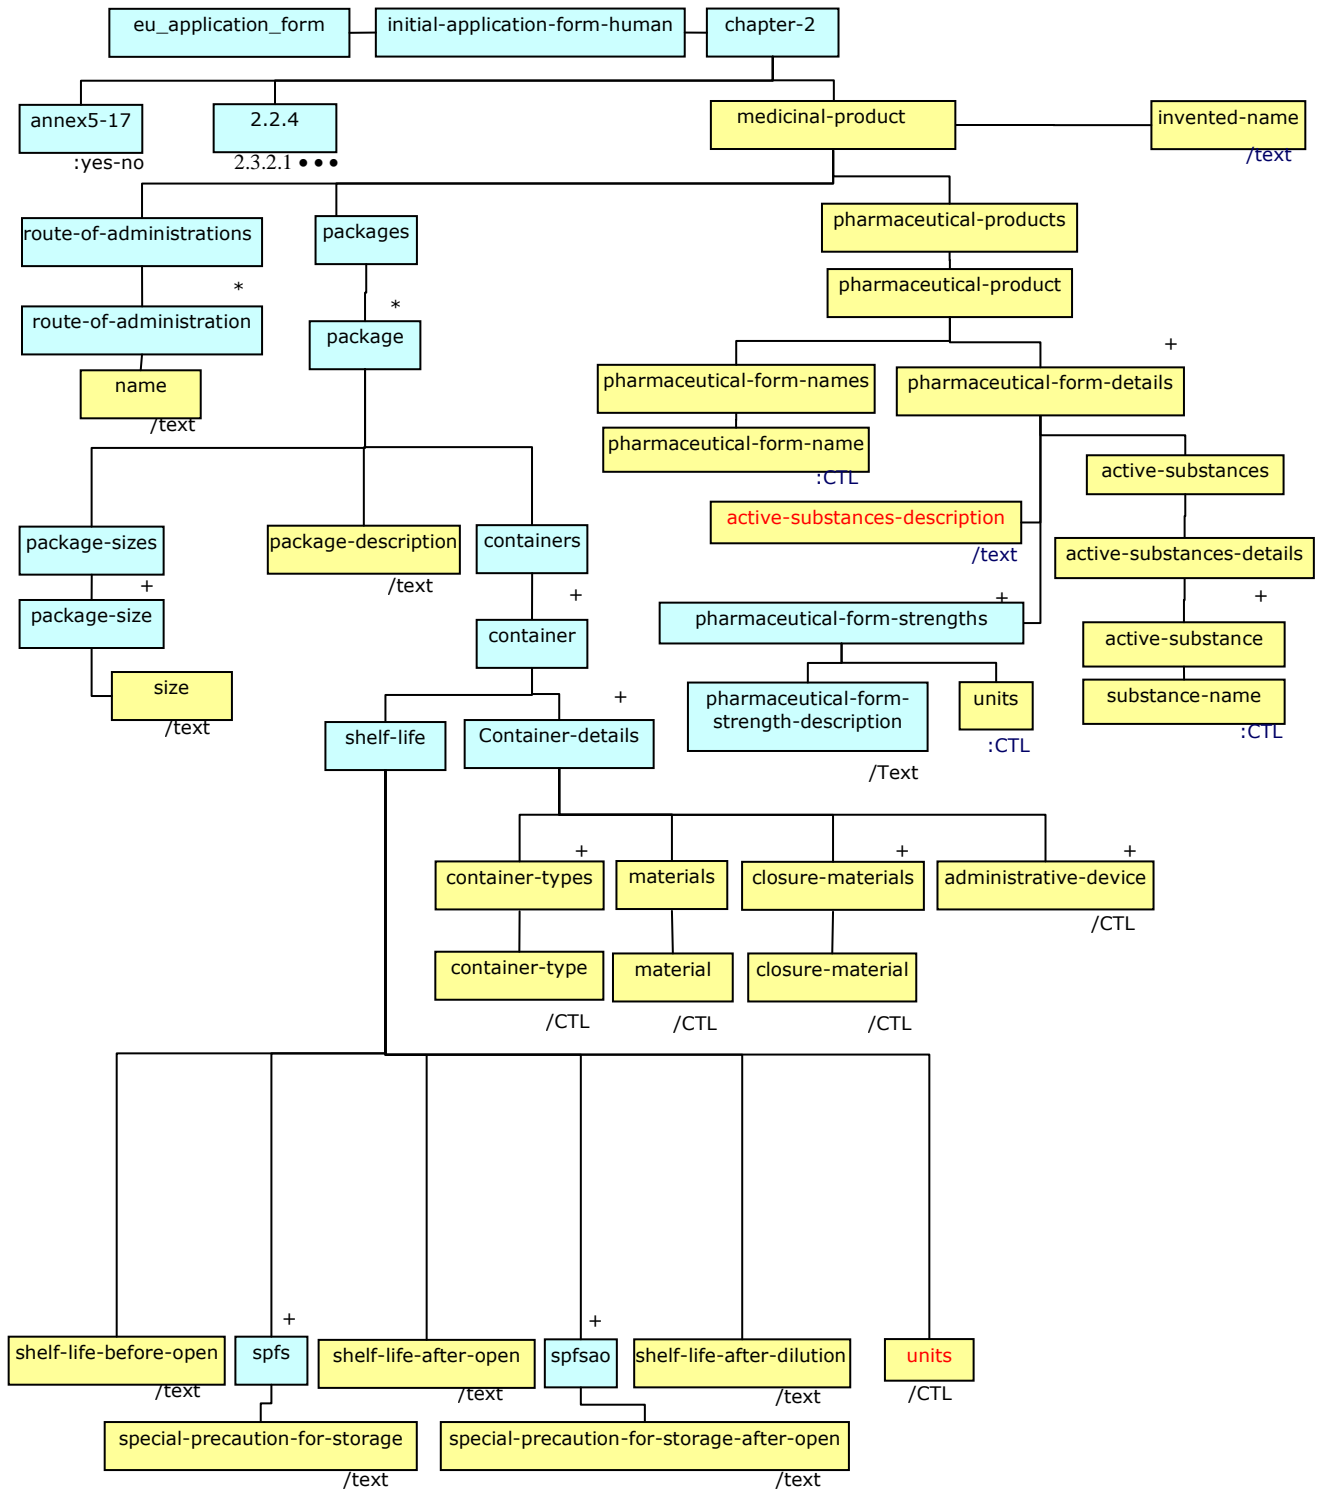 eu_application_form
initial-application-form-human
chapter-2
annex5-17
:yes-no
2.2.4
2.3.2.1 ● ● ●
medicinal-product
invented-name
/text
route-of-administrations
*
route-of-administration
name
/text
packages
*
package
pharmaceutical-products
pharmaceutical-product
pharmaceutical-form-names
pharmaceutical-form-name
:CTL
+
pharmaceutical-form-details
active-substances-description
/text
active-substances
active-substances-details
+
active-substance
substance-name
:CTL
+
pharmaceutical-form-strengths
pharmaceutical-form-
strength-description
/Text
units
:CTL
package-sizes
+
package-size
size
/text
package-description
/text
containers
+
container
shelf-life
+
Container-details
+
container-types
container-type
/CTL
materials
material
/CTL
+
closure-materials
closure-material
/CTL
+
administrative-device
/CTL
shelf-life-before-open
/text
+
spfs
special-precaution-for-storage
/text
shelf-life-after-open
/text
+
spfsao
special-precaution-for-storage-after-open
/text
shelf-life-after-dilution
/text
units
/CTL